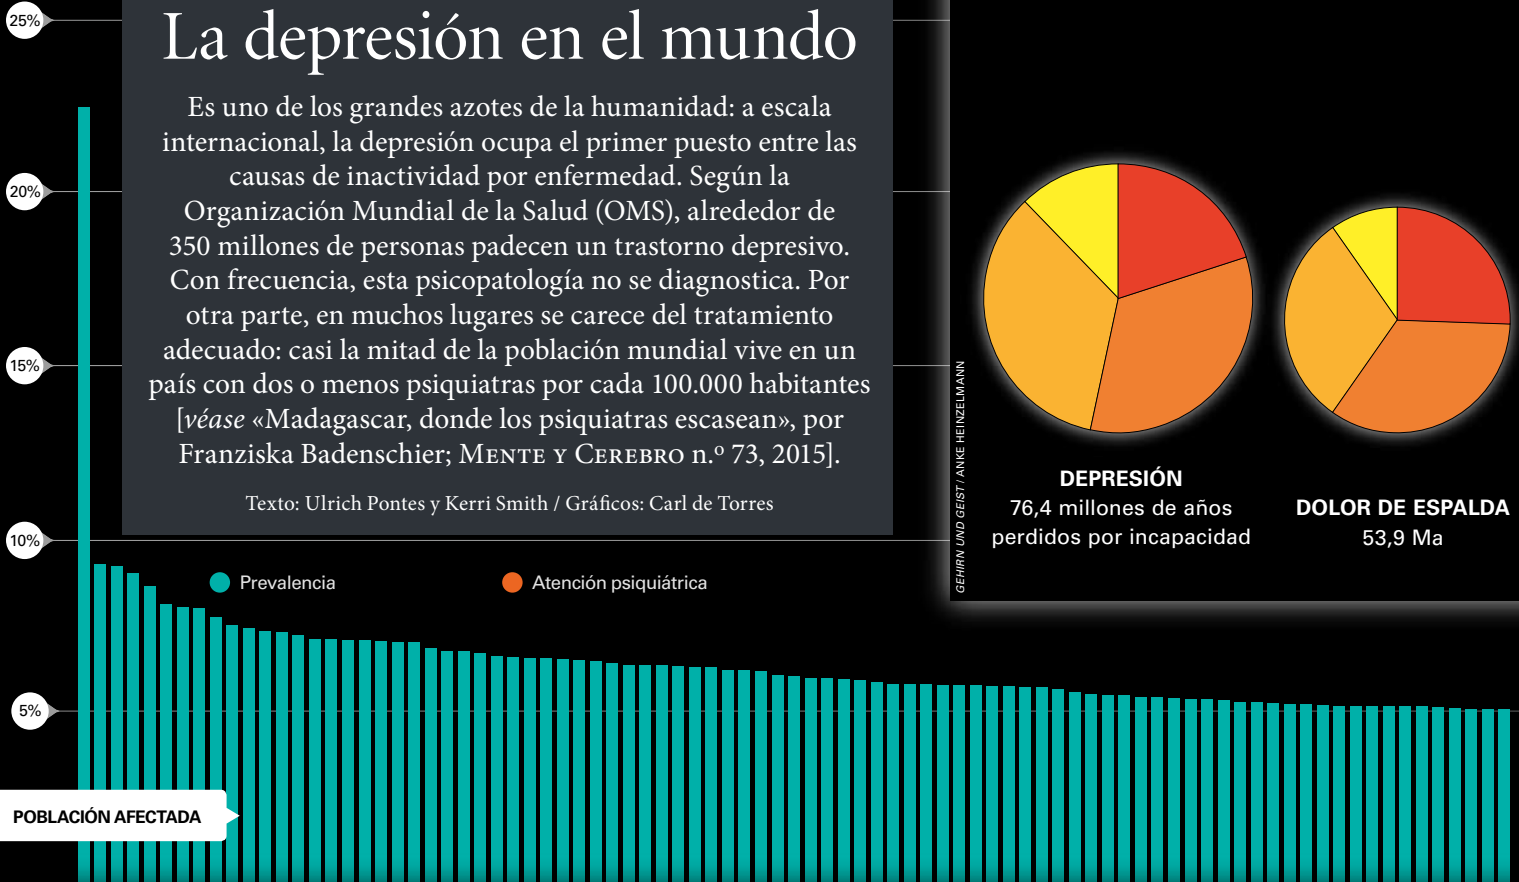 La depresión en el mundo
Es uno de los grandes azotes de la humanidad: a escala
internacional, la depresión ocupa el primer puesto entre las
causas de inactividad por enfermedad. Según la
Organización Mundial de la Salud (OMS), alrededor de
350 millones de personas padecen un trastorno depresivo.
Con frecuencia, esta psicopatología no se diagnostica. Por
otra parte, en muchos lugares se carece del tratamiento
adecuado: casi la mitad de la población mundial vive en un
país con dos o menos psiquiatras por cada 100.000 habitantes
[véase «Madagascar, donde los psiquiatras escasean», por
Franziska Badenschier; MENTE Y CEREBRO n.º 73, 2015].
Texto: Ulrich Pontes y Kerri Smith / Gráficos: Carl de Torres
25%
20%
15%
10%
5%
Prevalencia
Atención psiquiátrica
POBLACIÓN AFECTADA
GEHIRN UND GEIST / ANKE HEINZELMANN
DEPRESIÓN
76,4 millones de años
perdidos por incapacidad
DOLOR DE ESPALDA
53,9 Ma